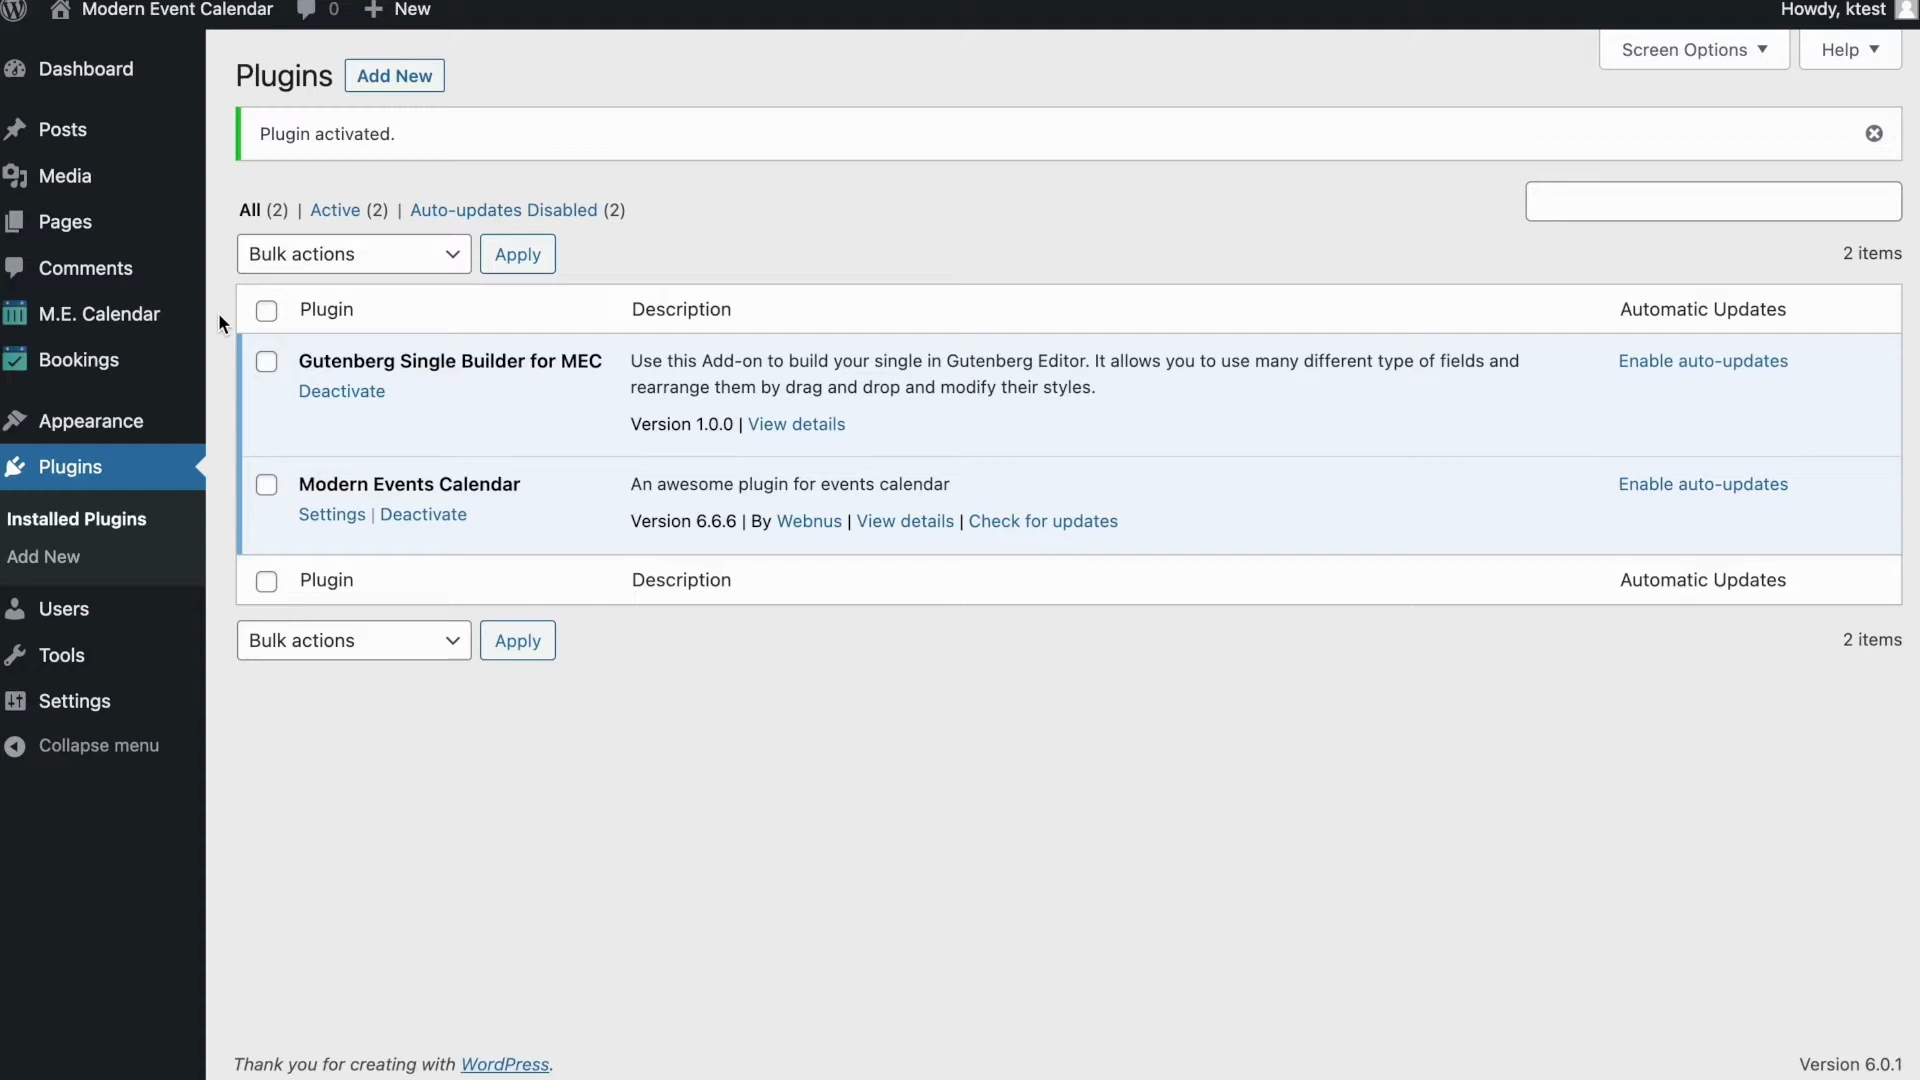 Modern Event Calendar 0 New Howdy, ktest
Dashboard
Posts
Media
Pages
Comments
M.E. Calendar
Bookings
Appearance
Plugins
Installed Plugins
Add New
Users
Tools
Settings
Collapse menu
Screen Options Help
Plugins Add New
Plugin activated.
All (2) | Active (2) | Auto-updates Disabled (2)
Bulk actions Apply 2 items
Plugin Description Automatic Updates
Gutenberg Single Builder for MEC
Deactivate
Use this Add-on to build your single in Gutenberg Editor. It allows you to use many different type of fields and
rearrange them by drag and drop and modify their styles.
Version 1.0.0 | View details
Enable auto-updates
Modern Events Calendar
Settings | Deactivate
An awesome plugin for events calendar
Version 6.6.6 | By Webnus | View details | Check for updates
Enable auto-updates
Plugin Description Automatic Updates
Bulk actions Apply 2 items
Thank you for creating with WordPress. Version 6.0.1